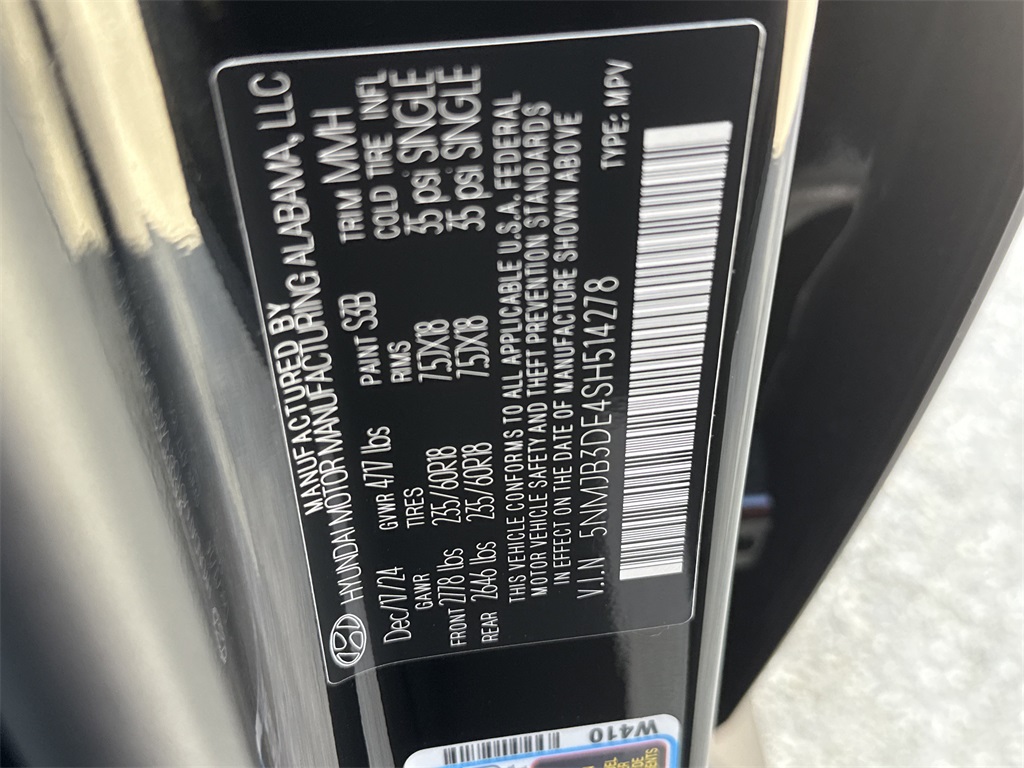 MANUFACTURED BY
HYUNDAI MOTOR MANUFACTURING ALABAMA, LLC
Dec/17/24 GVWR 4717 lbs PAINT S3B TRIM MMH
GAWR TIRES RIMS COLD TIRE INFL
FRONT 2778 lbs 235/60R18 7.5JX18 35 psi SINGLE
REAR 2646 lbs 235/60R18 7.5JX18 35 psi SINGLE
THIS VEHICLE CONFORMS TO ALL APPLICABLE U.S.A. FEDERAL
MOTOR VEHICLE SAFETY AND THEFT PREVENTION STANDARDS
IN EFFECT ON THE DATE OF MANUFACTURE SHOWN ABOVE
V.I.N 5NMJB3DE4SH514278
TYPE: MPV
W410